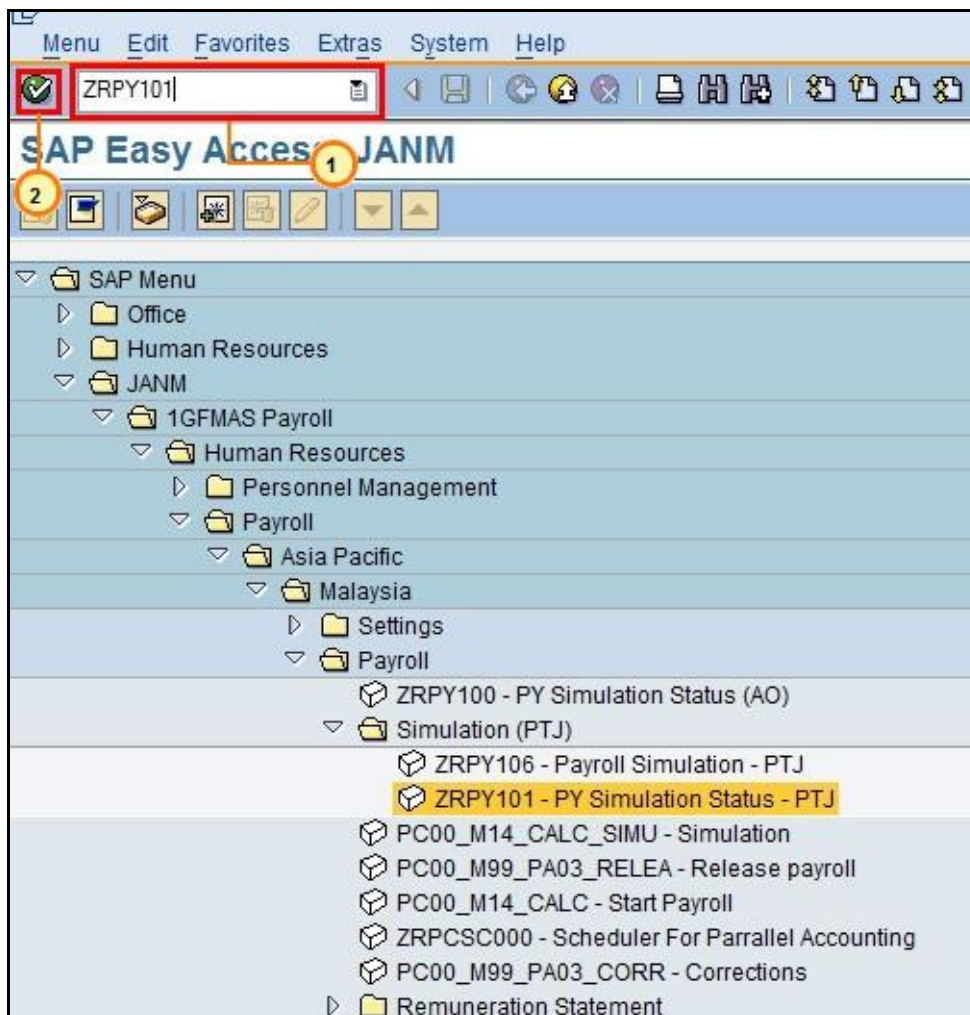 Menu Edit Favorites Extras System Help
ZRPY101
SAP Easy Access JANM
1
2
SAP Menu
Office
Human Resources
JANM
1GFMAS Payroll
Human Resources
Personnel Management
Payroll
Asia Pacific
Malaysia
Settings
Payroll
ZRPY100 - PY Simulation Status (AO)
Simulation (PTJ)
ZRPY106 - Payroll Simulation - PTJ
ZRPY101 - PY Simulation Status - PTJ
PC00_M14_CALC_SIMU - Simulation
PC00_M99_PA03_RELEA - Release payroll
PC00_M14_CALC - Start Payroll
ZRPCSC000 - Scheduler For Parrallel Accounting
PC00_M99_PA03_CORR - Corrections
Remuneration Statement